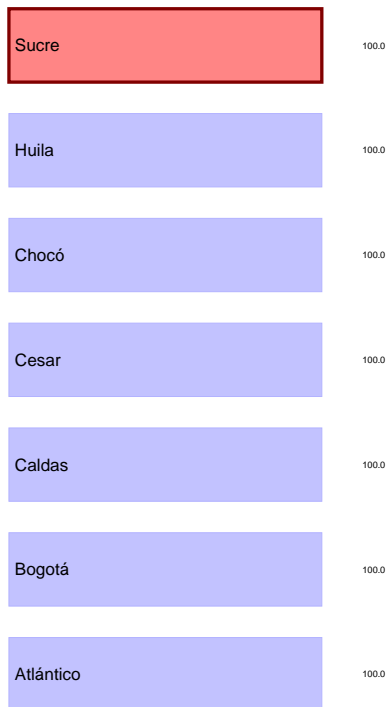 Sucre 100.0
Huila 100.0
Chocó 100.0
Cesar 100.0
Caldas 100.0
Bogotá 100.0
Atlántico 100.0